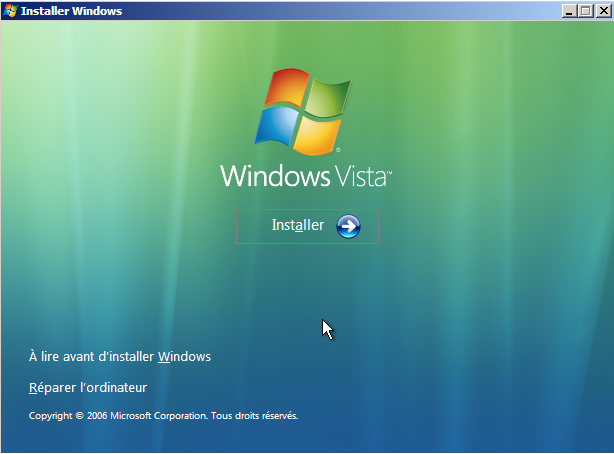 Installer Windows
Windows Vista™
Installer
À lire avant d'installer Windows
Réparer l'ordinateur
Copyright © 2006 Microsoft Corporation. Tous droits réservés.